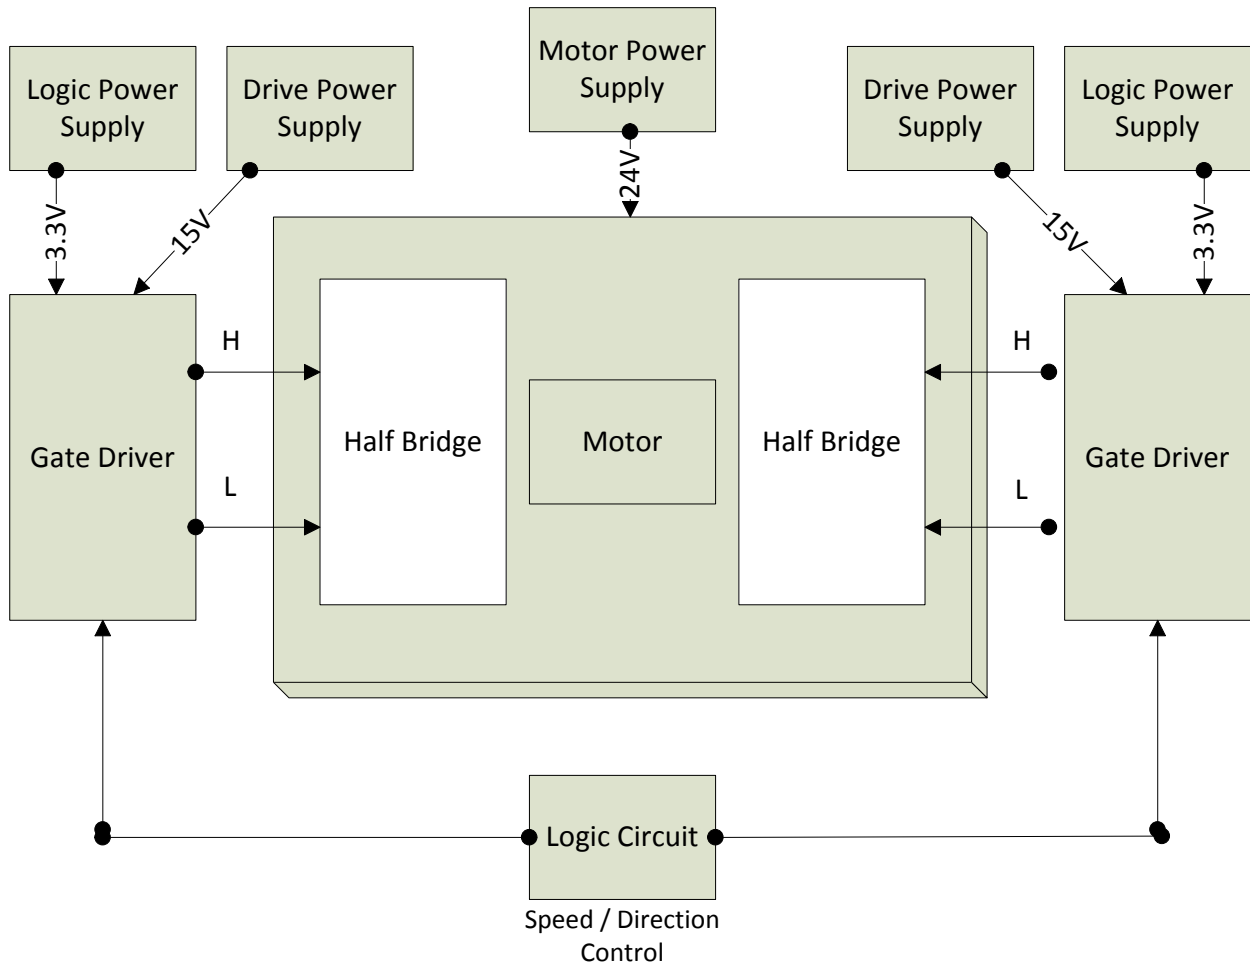 Logic Power
Supply
Drive Power
Supply
Motor Power
Supply
Drive Power
Supply
Logic Power
Supply
3.3V
15V
24V
15V
3.3V
H
H
Gate Driver
Half Bridge
Motor
Half Bridge
Gate Driver
L
L
Logic Circuit
Speed / Direction
Control